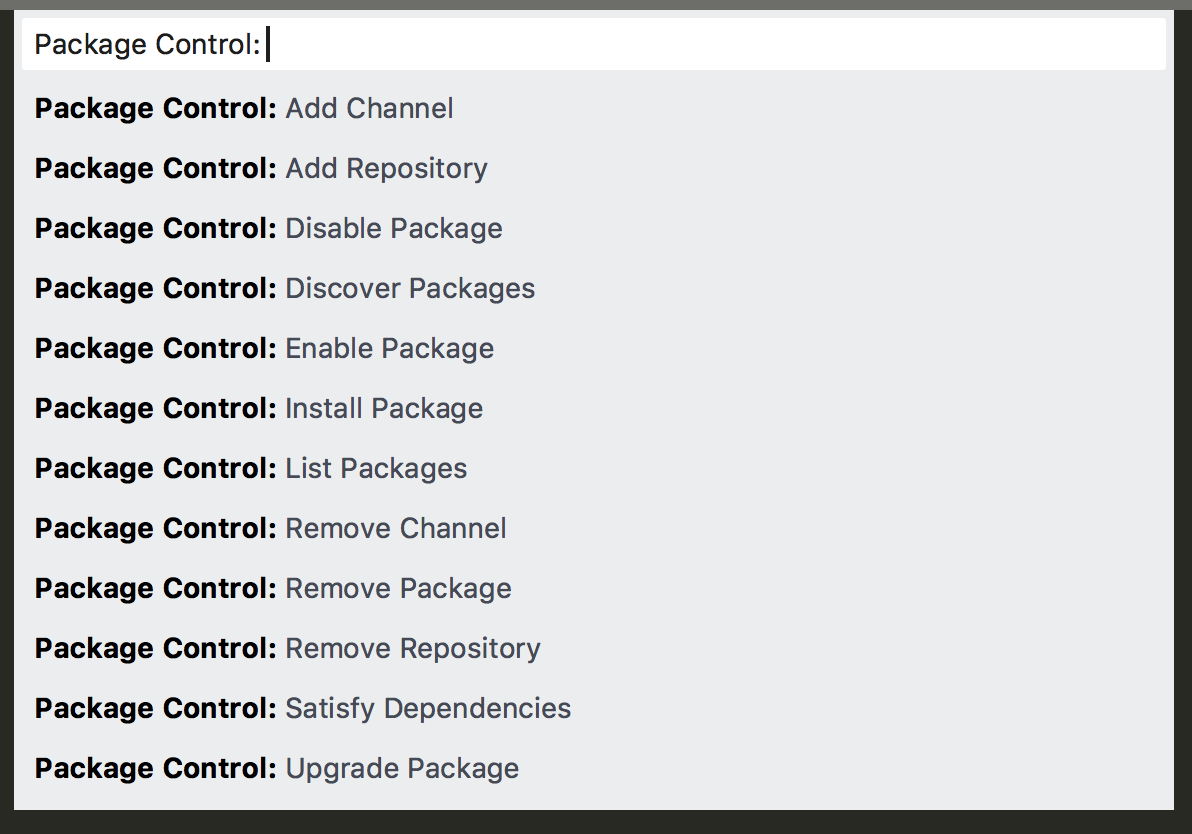 Package Control:
Package Control: Add Channel
Package Control: Add Repository
Package Control: Disable Package
Package Control: Discover Packages
Package Control: Enable Package
Package Control: Install Package
Package Control: List Packages
Package Control: Remove Channel
Package Control: Remove Package
Package Control: Remove Repository
Package Control: Satisfy Dependencies
Package Control: Upgrade Package